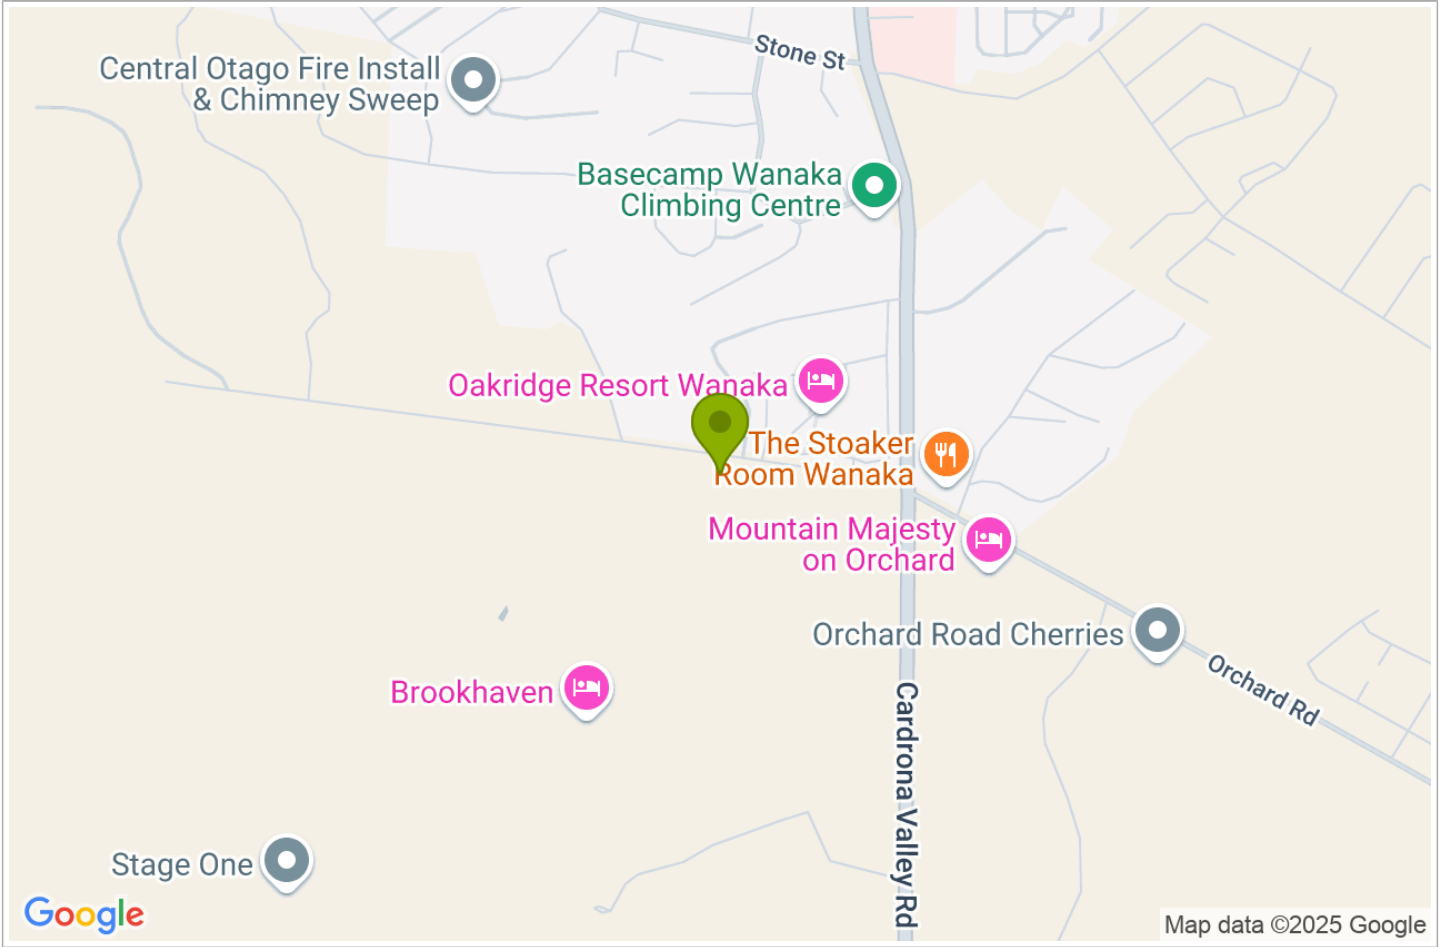 Stone St
Central Otago Fire Install
& Chimney Sweep
Basecamp Wanaka
Climbing Centre
Oakridge Resort Wanaka
The Stoaker
Room Wanaka
Mountain Majesty
on Orchard
Orchard Road Cherries
Orchard Rd
Brookhaven
Cardrona Valley Rd
Stage One
Google
Map data ©2025 Google